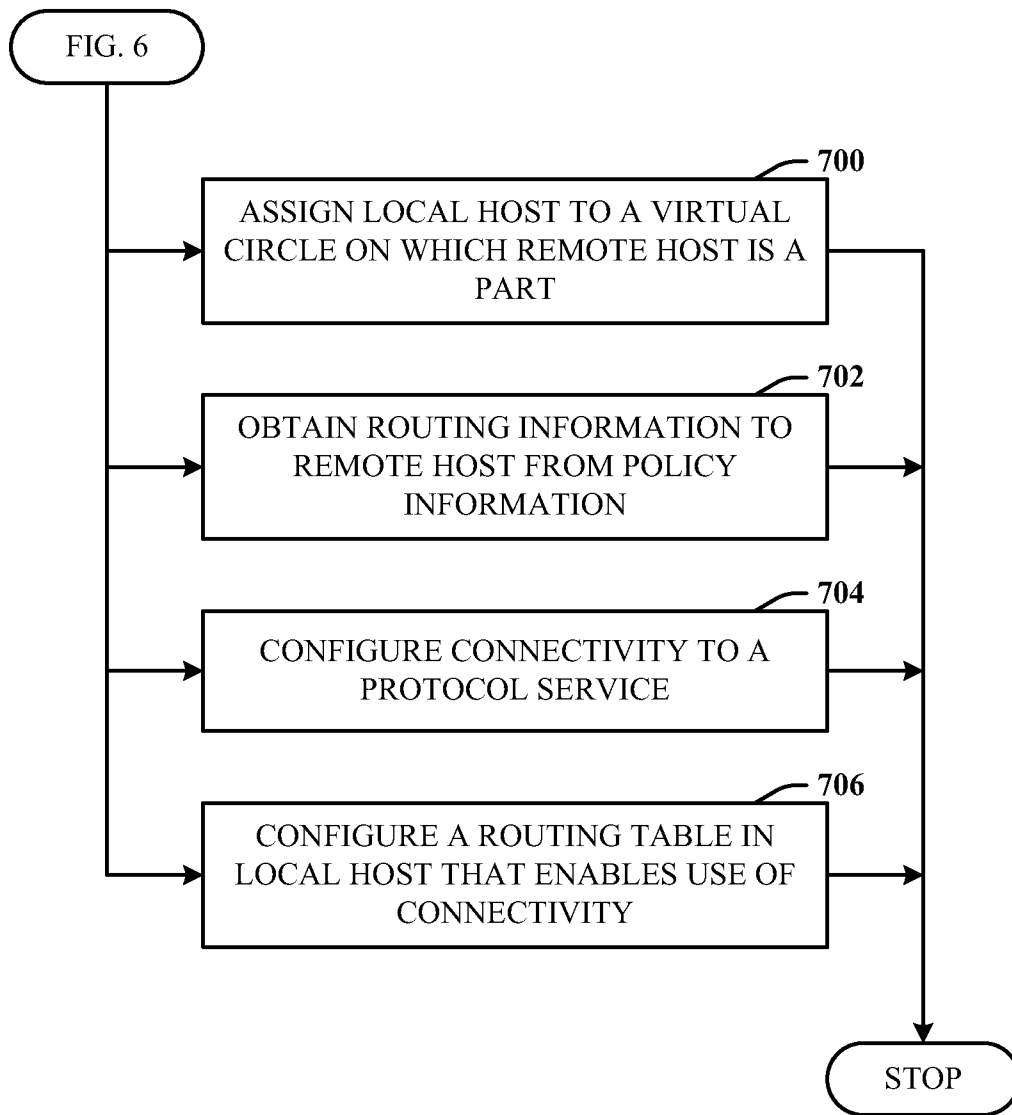 FIG. 6
700
ASSIGN LOCAL HOST TO A VIRTUAL
CIRCLE ON WHICH REMOTE HOST IS A
PART
702
OBTAIN ROUTING INFORMATION TO
REMOTE HOST FROM POLICY
INFORMATION
704
CONFIGURE CONNECTIVITY TO A
PROTOCOL SERVICE
706
CONFIGURE A ROUTING TABLE IN
LOCAL HOST THAT ENABLES USE OF
CONNECTIVITY
STOP